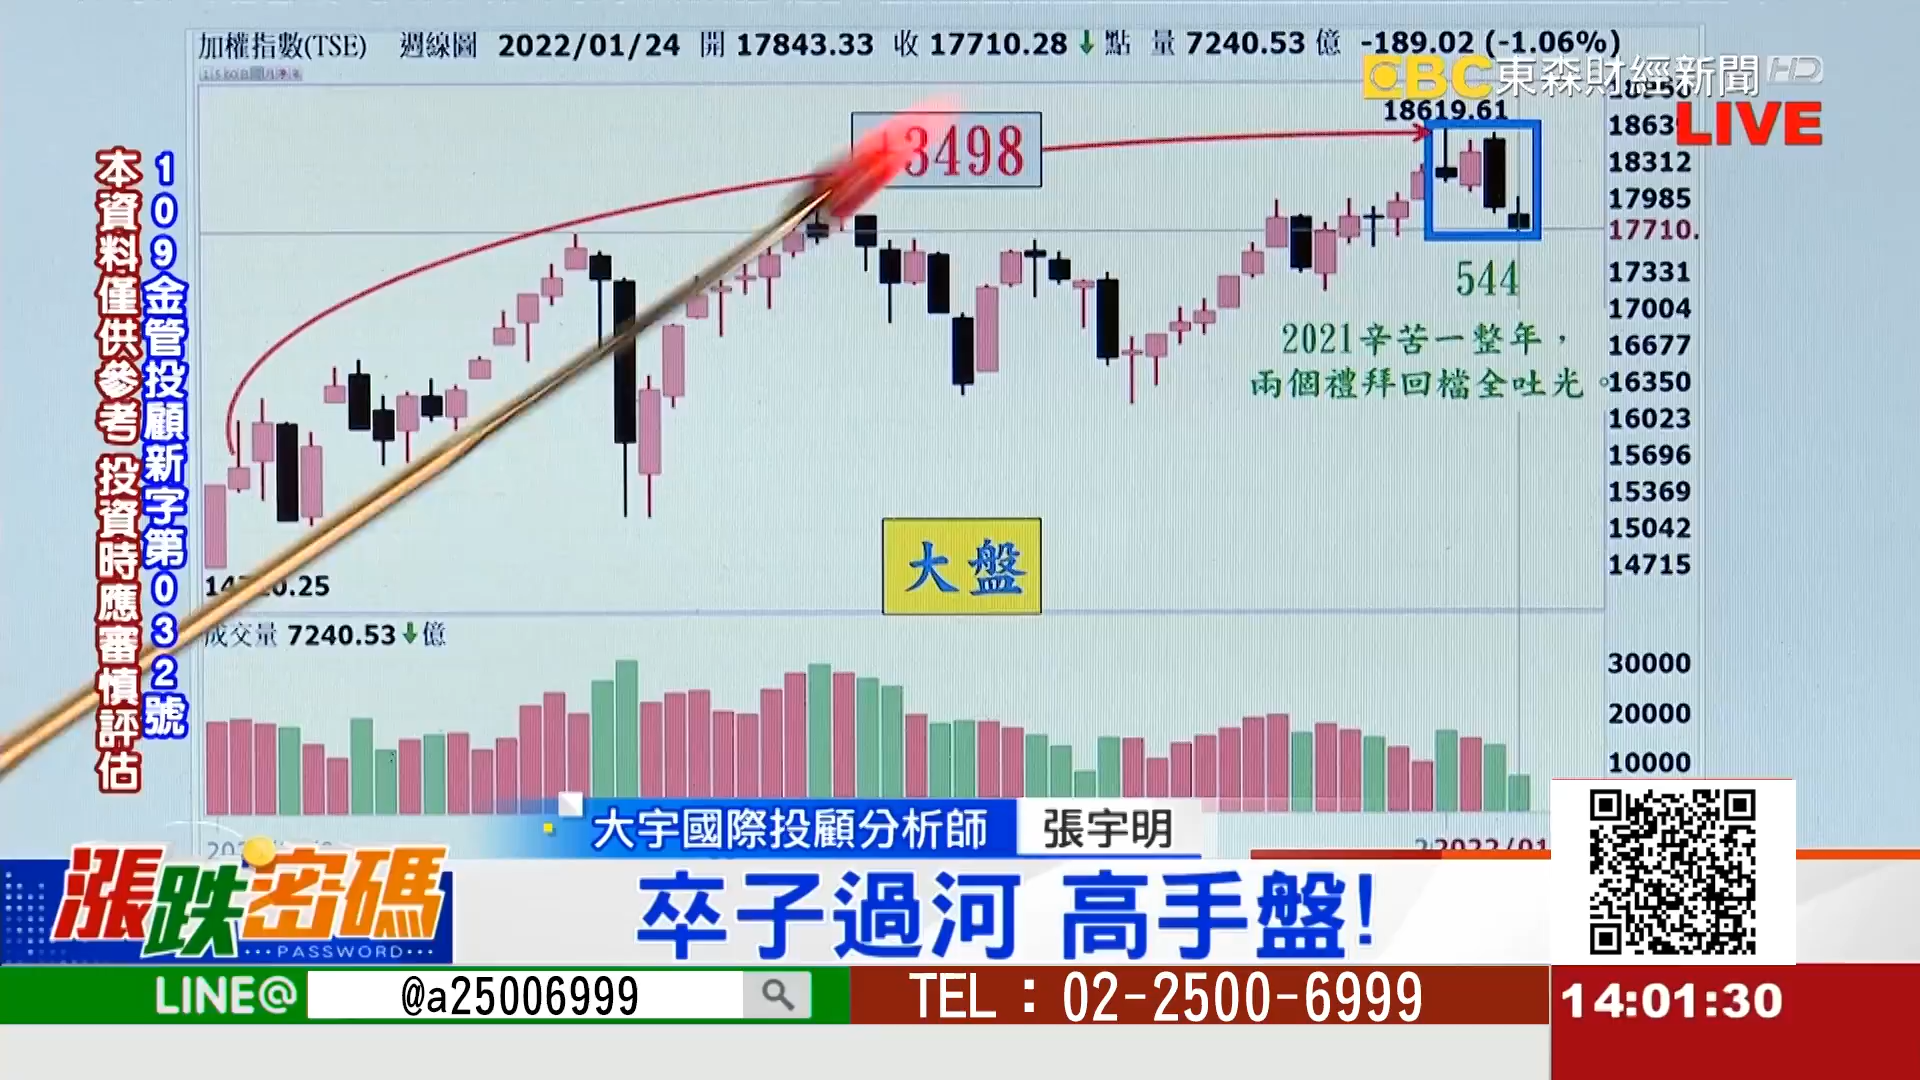 加權指數(TSE) 週線圖 2022/01/24 開 17843.33 收 17710.28 ↓ 點 量 7240.53 億 -189.02 (-1.06%)
EBC 東森財經新聞 HD
LIVE
18619.61
3498
18312
17985
17710.
17331
17004
16677
16350
16023
15696
15369
15042
14715
544
2021辛苦一整年，
兩個禮拜回檔全吐光。
大盤
成交量 7240.53 ↓ 億
30000
20000
10000
2022/01
109金管投顧新字第032號
本資料僅供參考 投資時應審慎評估
大宇國際投顧分析師 張宇明
漲跌密碼
PASSWORD
卒子過河 高手盤!
LINE@ @a25006999
TEL：02-2500-6999
14:01:30